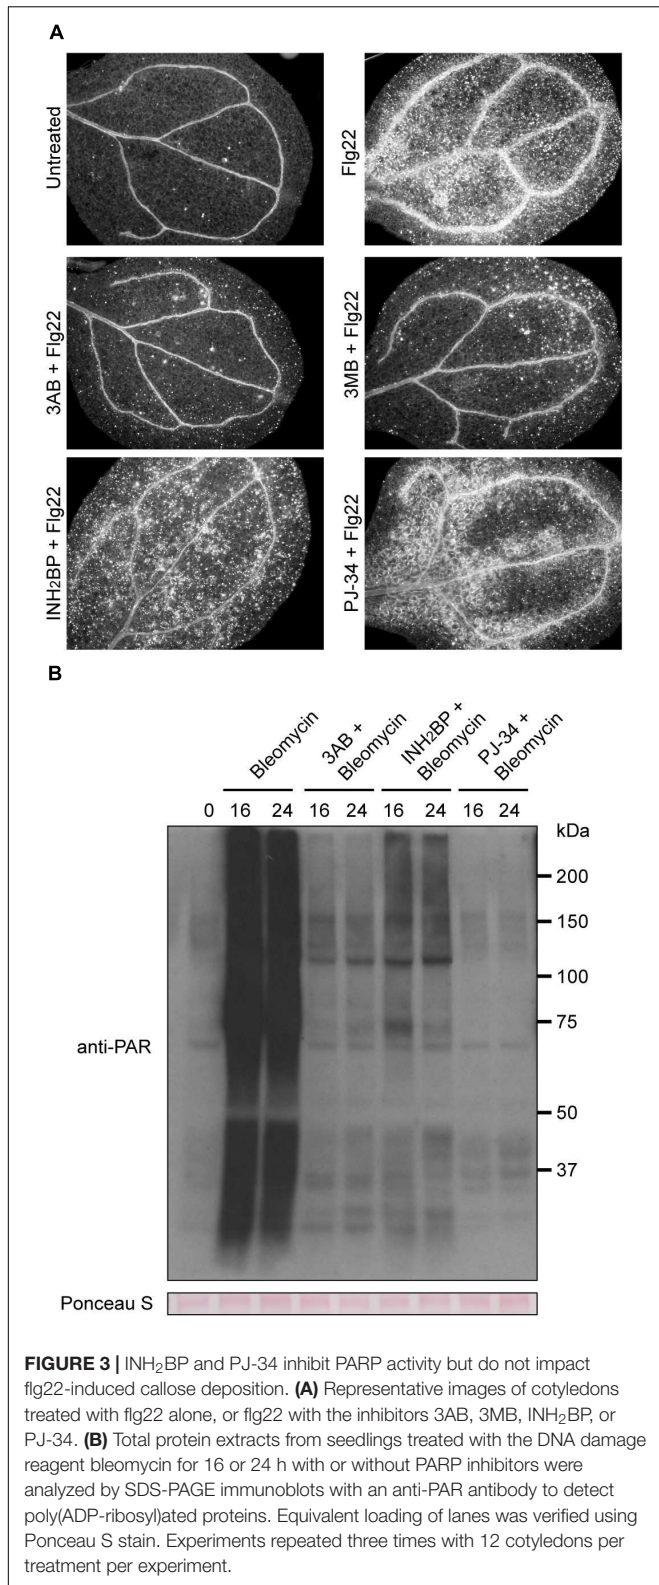 A
Untreated
Flg22
3AB + Flg22
3MB + Flg22
INH₂BP + Flg22
PJ-34 + Flg22
B
Bleomycin
3AB +
Bleomycin
INH₂BP +
Bleomycin
PJ-34 +
Bleomycin
0 16 24 16 24 16 24 16 24
kDa
200
150
100
75
anti-PAR
50
37
Ponceau S
FIGURE 3 | INH₂BP and PJ-34 inhibit PARP activity but do not impact
flg22-induced callose deposition. (A) Representative images of cotyledons
treated with flg22 alone, or flg22 with the inhibitors 3AB, 3MB, INH₂BP, or
PJ-34. (B) Total protein extracts from seedlings treated with the DNA damage
reagent bleomycin for 16 or 24 h with or without PARP inhibitors were
analyzed by SDS-PAGE immunoblots with an anti-PAR antibody to detect
poly(ADP-ribosyl)ated proteins. Equivalent loading of lanes was verified using
Ponceau S stain. Experiments repeated three times with 12 cotyledons per
treatment per experiment.